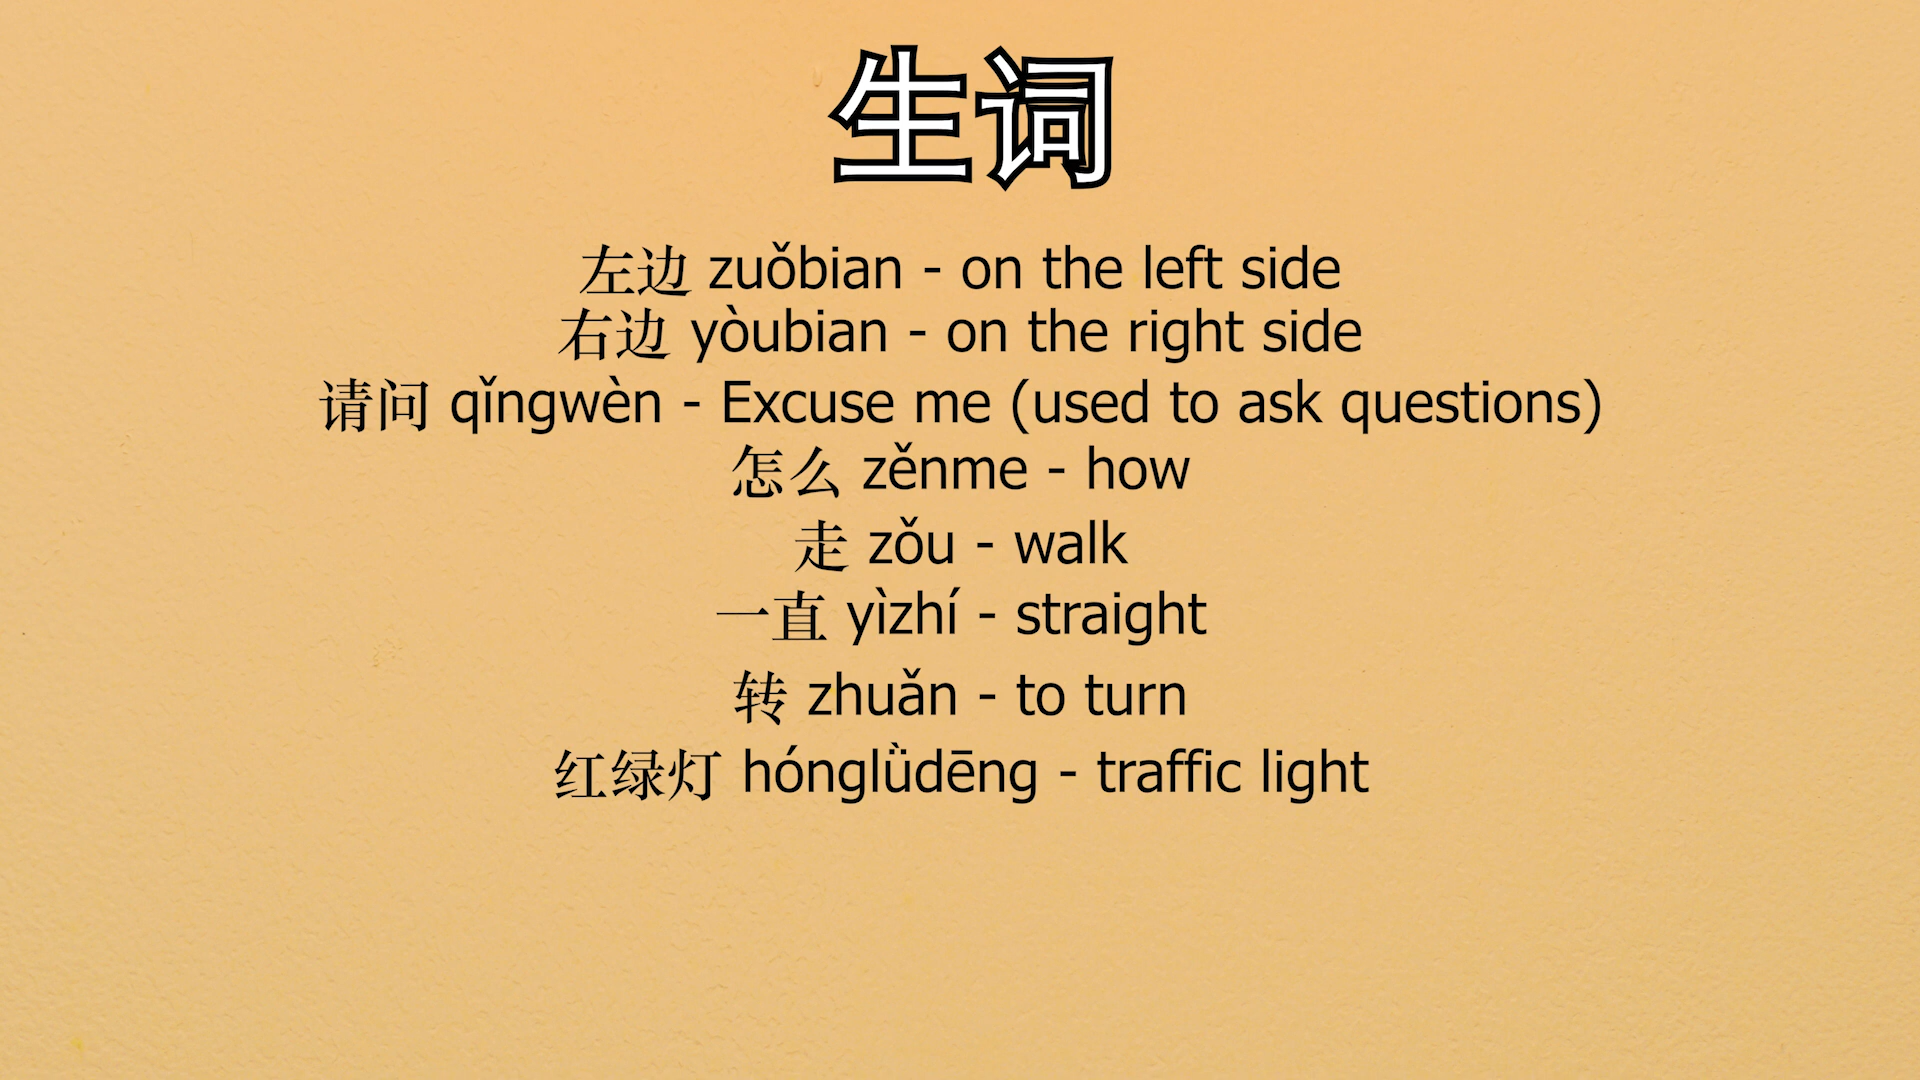 生词
左边 zuǒbian - on the left side
右边 yòubian - on the right side
请问 qǐngwèn - Excuse me (used to ask questions)
怎么 zěnme - how
走 zǒu - walk
一直 yìzhí - straight
转 zhuǎn - to turn
红绿灯 hónglǜdēng - traffic light